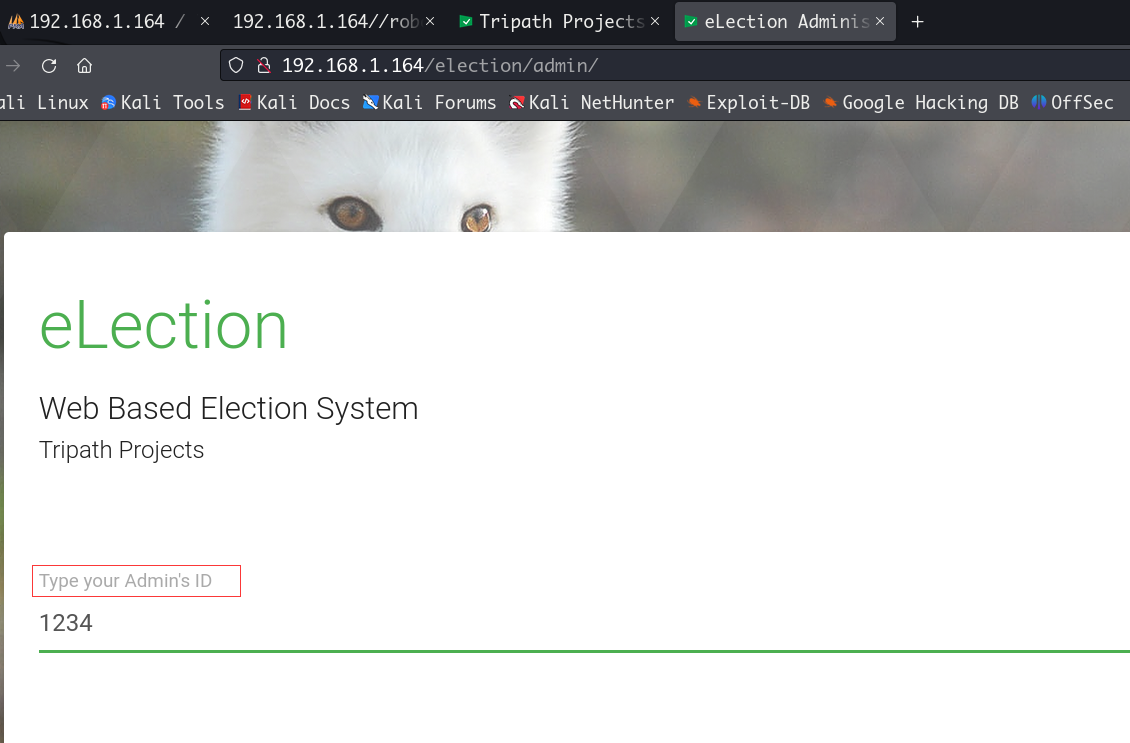 192.168.1.164 / × 192.168.1.164//rob × Tripath Projects × eLection Adminis × +
192.168.1.164/election/admin/
ali Linux Kali Tools Kali Docs Kali Forums Kali NetHunter Exploit-DB Google Hacking DB OffSec
eLection
Web Based Election System
Tripath Projects
Type your Admin's ID
1234